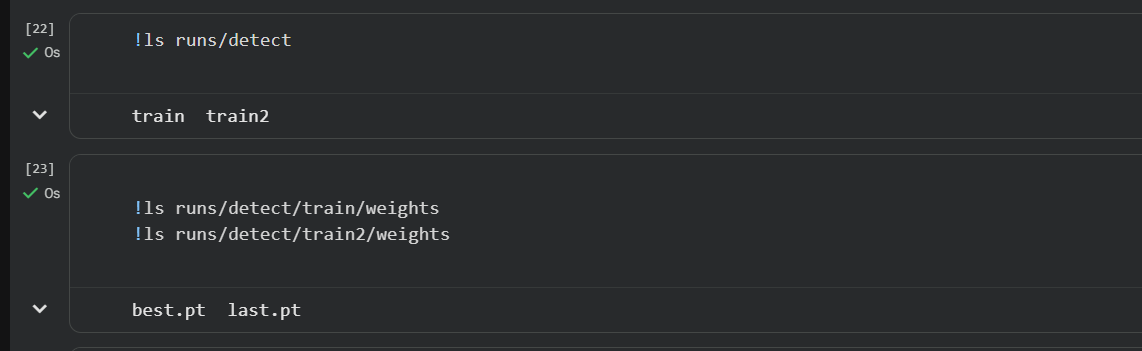 [22]
!ls runs/detect
0s
train  train2
[23]
0s
!ls runs/detect/train/weights
!ls runs/detect/train2/weights
best.pt  last.pt